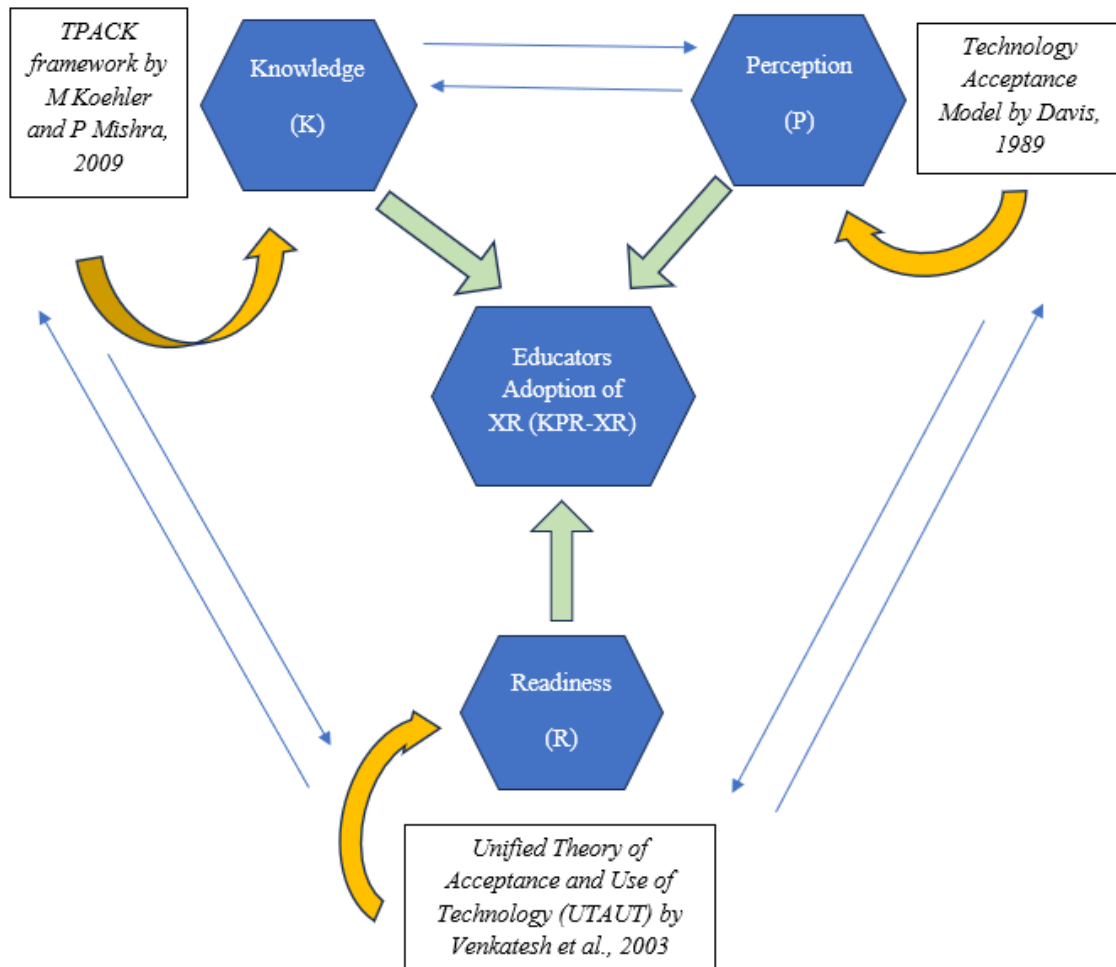 TPACK
framework by
M Koehler
and P Mishra,
2009
Knowledge
(K)
Perception
(P)
Technology
Acceptance
Model by Davis,
1989
Educators
Adoption of
XR (KPR-XR)
Readiness
(R)
Unified Theory of
Acceptance and Use of
Technology (UTAUT) by
Venkatesh et al., 2003